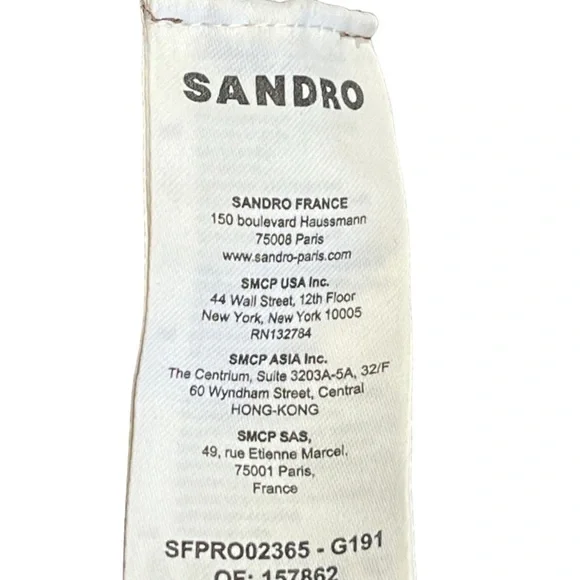 SANDRO
SANDRO FRANCE
150 boulevard Haussmann
75008 Paris
www.sandro-paris.com
SMCP USA Inc.
44 Wall Street, 12th Floor
New York, New York 10005
RN132784
SMCP ASIA Inc.
The Centrium, Suite 3203A-5A, 32/F
60 Wyndham Street, Central
HONG-KONG
SMCP SAS,
49, rue Etienne Marcel,
75001 Paris,
France
SFPRO02365 - G191
OF: 157862